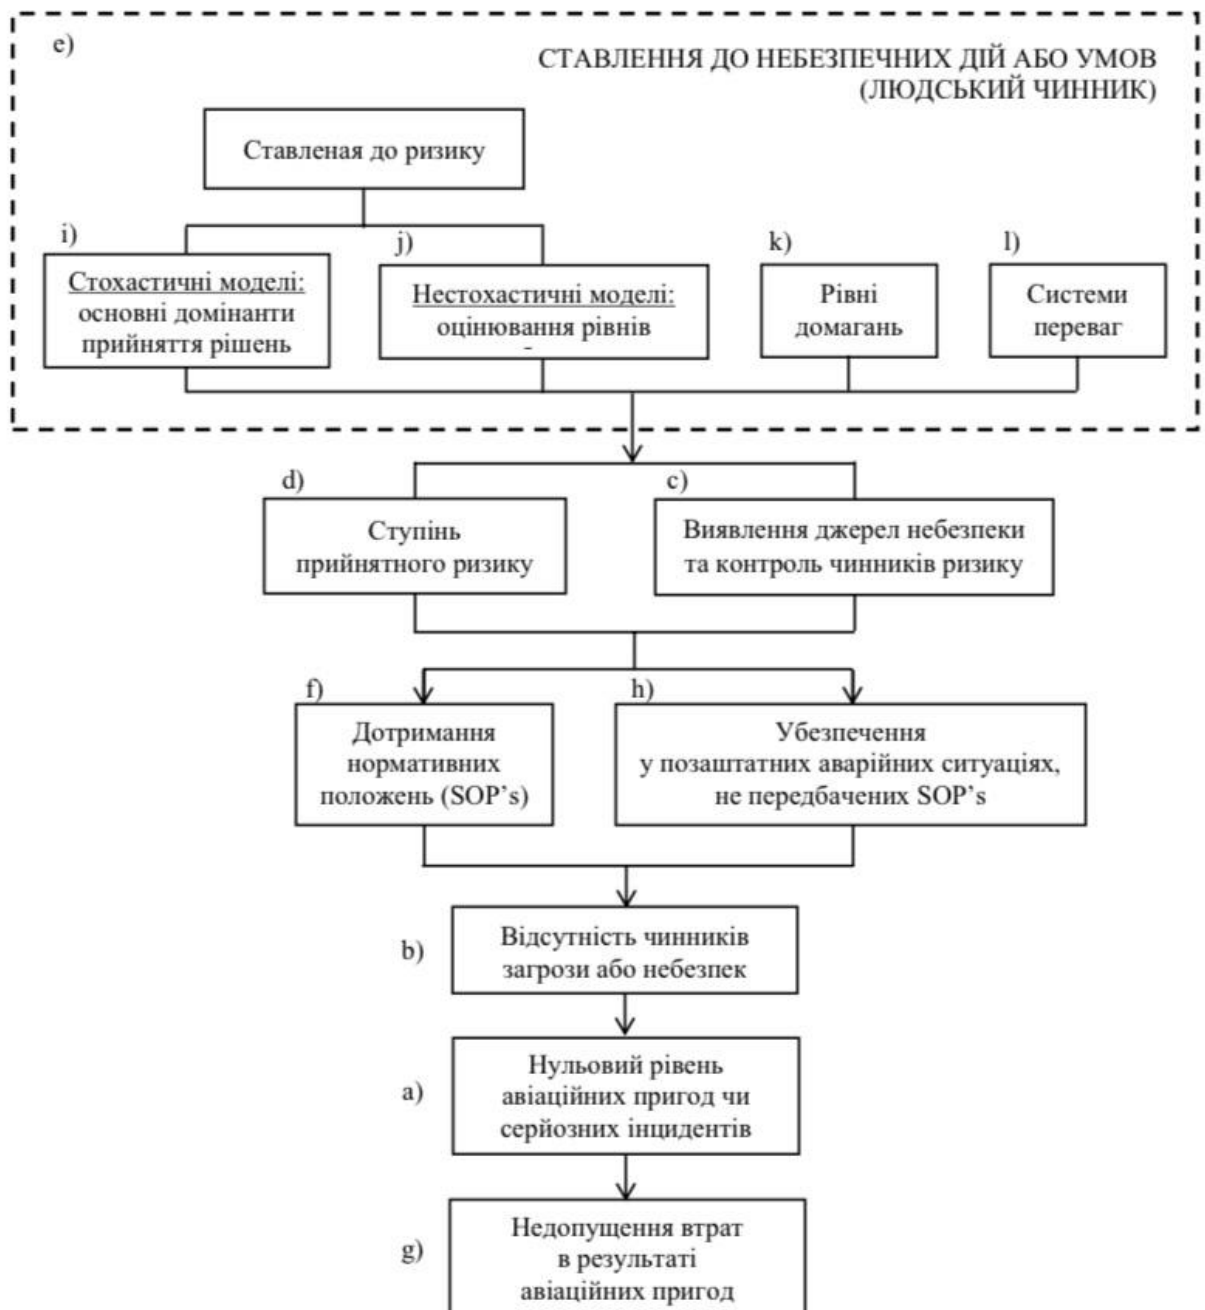 e)
СТАВЛЕННЯ ДО НЕБЕЗПЕЧНИХ ДІЙ АБО УМОВ
(ЛЮДСЬКИЙ ЧИННИК)
Ставленая до ризику
i)
Стохастичні моделі:
основні домінанти
прийняття рішень
j)
Нестохастичні моделі:
оцінювання рівнів
k)
Рівні
домагань
l)
Системи
переваг
d)
Ступінь
прийнятного ризику
c)
Виявлення джерел небезпеки
та контроль чинників ризику
f)
Дотримання
нормативних
положень (SOP’s)
h)
Убезпечення
у позаштатних аварійних ситуаціях,
не передбачених SOP’s
b)
Відсутність чинників
загрози або небезпек
a)
Нульовий рівень
авіаційних пригод чи
серйозних інцидентів
g)
Недопущення втрат
в результаті
авіаційних пригод